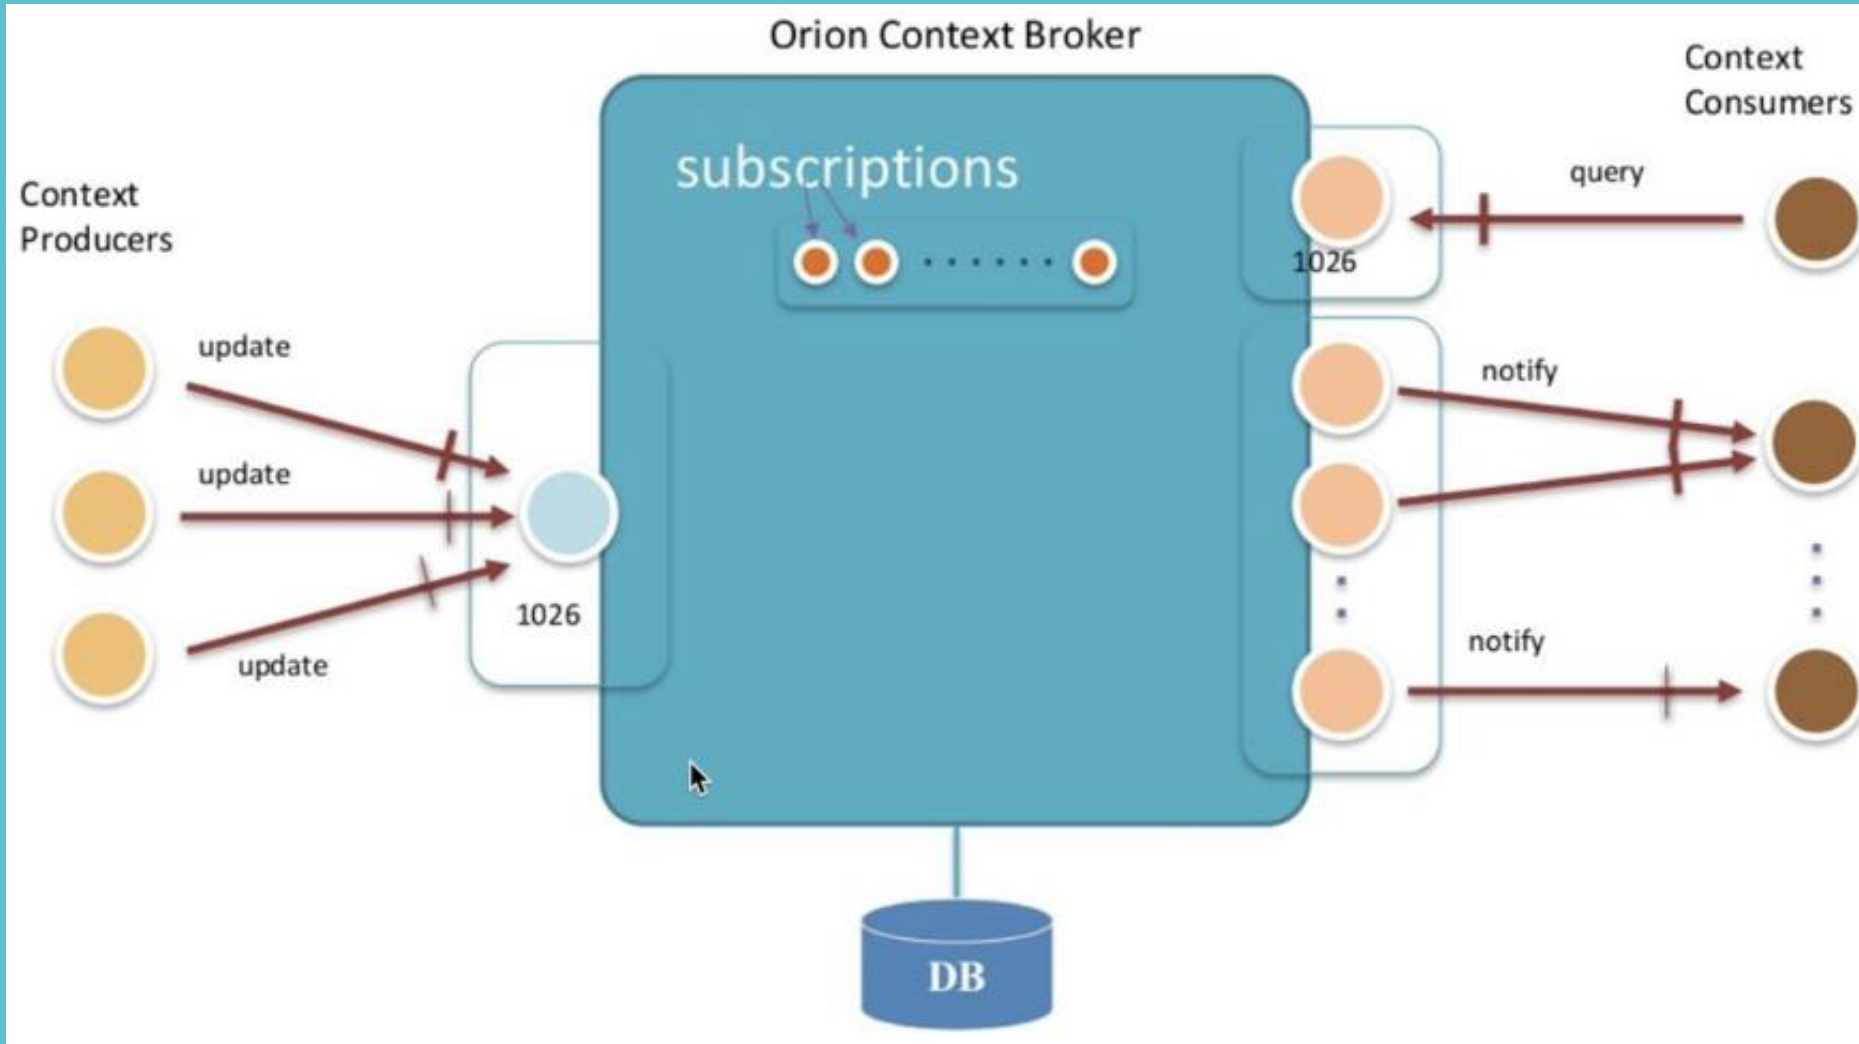 Orion Context Broker
Context
Consumers
subscriptions
query
Context
Producers
1026
update
notify
update
1026
update
notify
DB